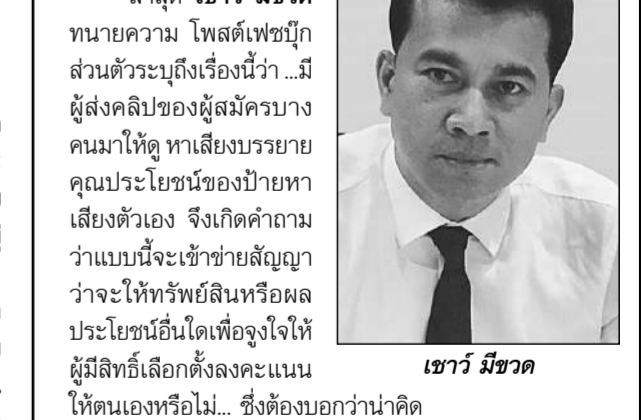 ทนายความ โพสต์เฟซบุ๊ก
ส่วนตัวระบุถึงเรื่องนี้ว่า ...มี
ผู้ส่งคลิปของผู้สมัครบาง
คนมาให้ดู หาเสียงบรรยาย
คุณประโยชน์ของป้ายหา
เสียงตัวเอง จึงเกิดคำถาม
ว่าแบบนี้จะเข้าข่ายสัญญา
ว่าจะให้ทรัพย์สินหรือผล
ประโยชน์อื่นใดเพื่อจูงใจให้
ผู้มีสิทธิ์เลือกตั้งลงคะแนน
ให้ตนเองหรือไม่... ซึ่งต้องบอกว่าน่าคิด
เชาว์ มีขวด